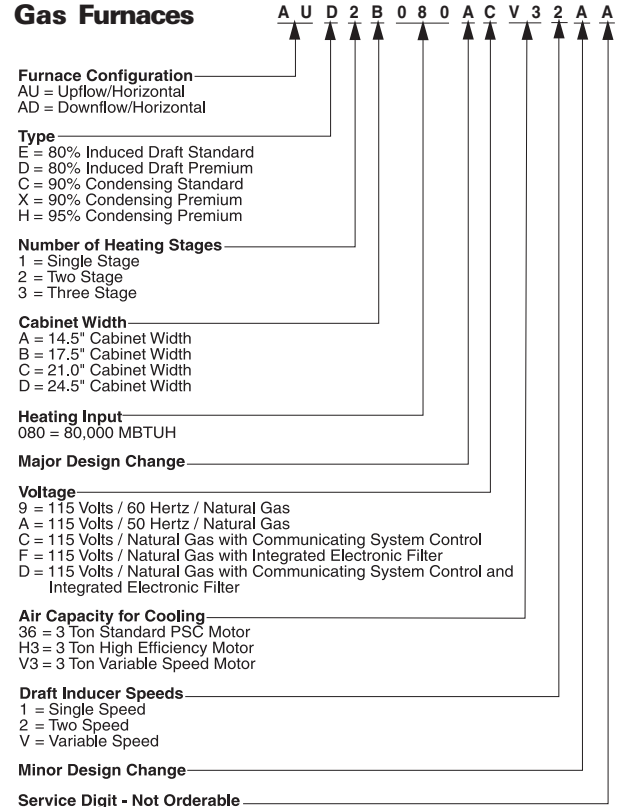 Gas Furnaces A U D 2 B 0 8 0 A C V 3 2 A A
Furnace Configuration
AU = Upflow/Horizontal
AD = Downflow/Horizontal
Type
E = 80% Induced Draft Standard
D = 80% Induced Draft Premium
C = 90% Condensing Standard
X = 90% Condensing Premium
H = 95% Condensing Premium
Number of Heating Stages
1 = Single Stage
2 = Two Stage
3 = Three Stage
Cabinet Width
A = 14.5" Cabinet Width
B = 17.5" Cabinet Width
C = 21.0" Cabinet Width
D = 24.5" Cabinet Width
Heating Input
080 = 80,000 MBTUH
Major Design Change
Voltage
9 = 115 Volts / 60 Hertz / Natural Gas
A = 115 Volts / 50 Hertz / Natural Gas
C = 115 Volts / Natural Gas with Communicating System Control
F = 115 Volts / Natural Gas with Integrated Electronic Filter
D = 115 Volts / Natural Gas with Communicating System Control and
Integrated Electronic Filter
Air Capacity for Cooling
36 = 3 Ton Standard PSC Motor
H3 = 3 Ton High Efficiency Motor
V3 = 3 Ton Variable Speed Motor
Draft Inducer Speeds
1 = Single Speed
2 = Two Speed
V = Variable Speed
Minor Design Change
Service Digit - Not Orderable